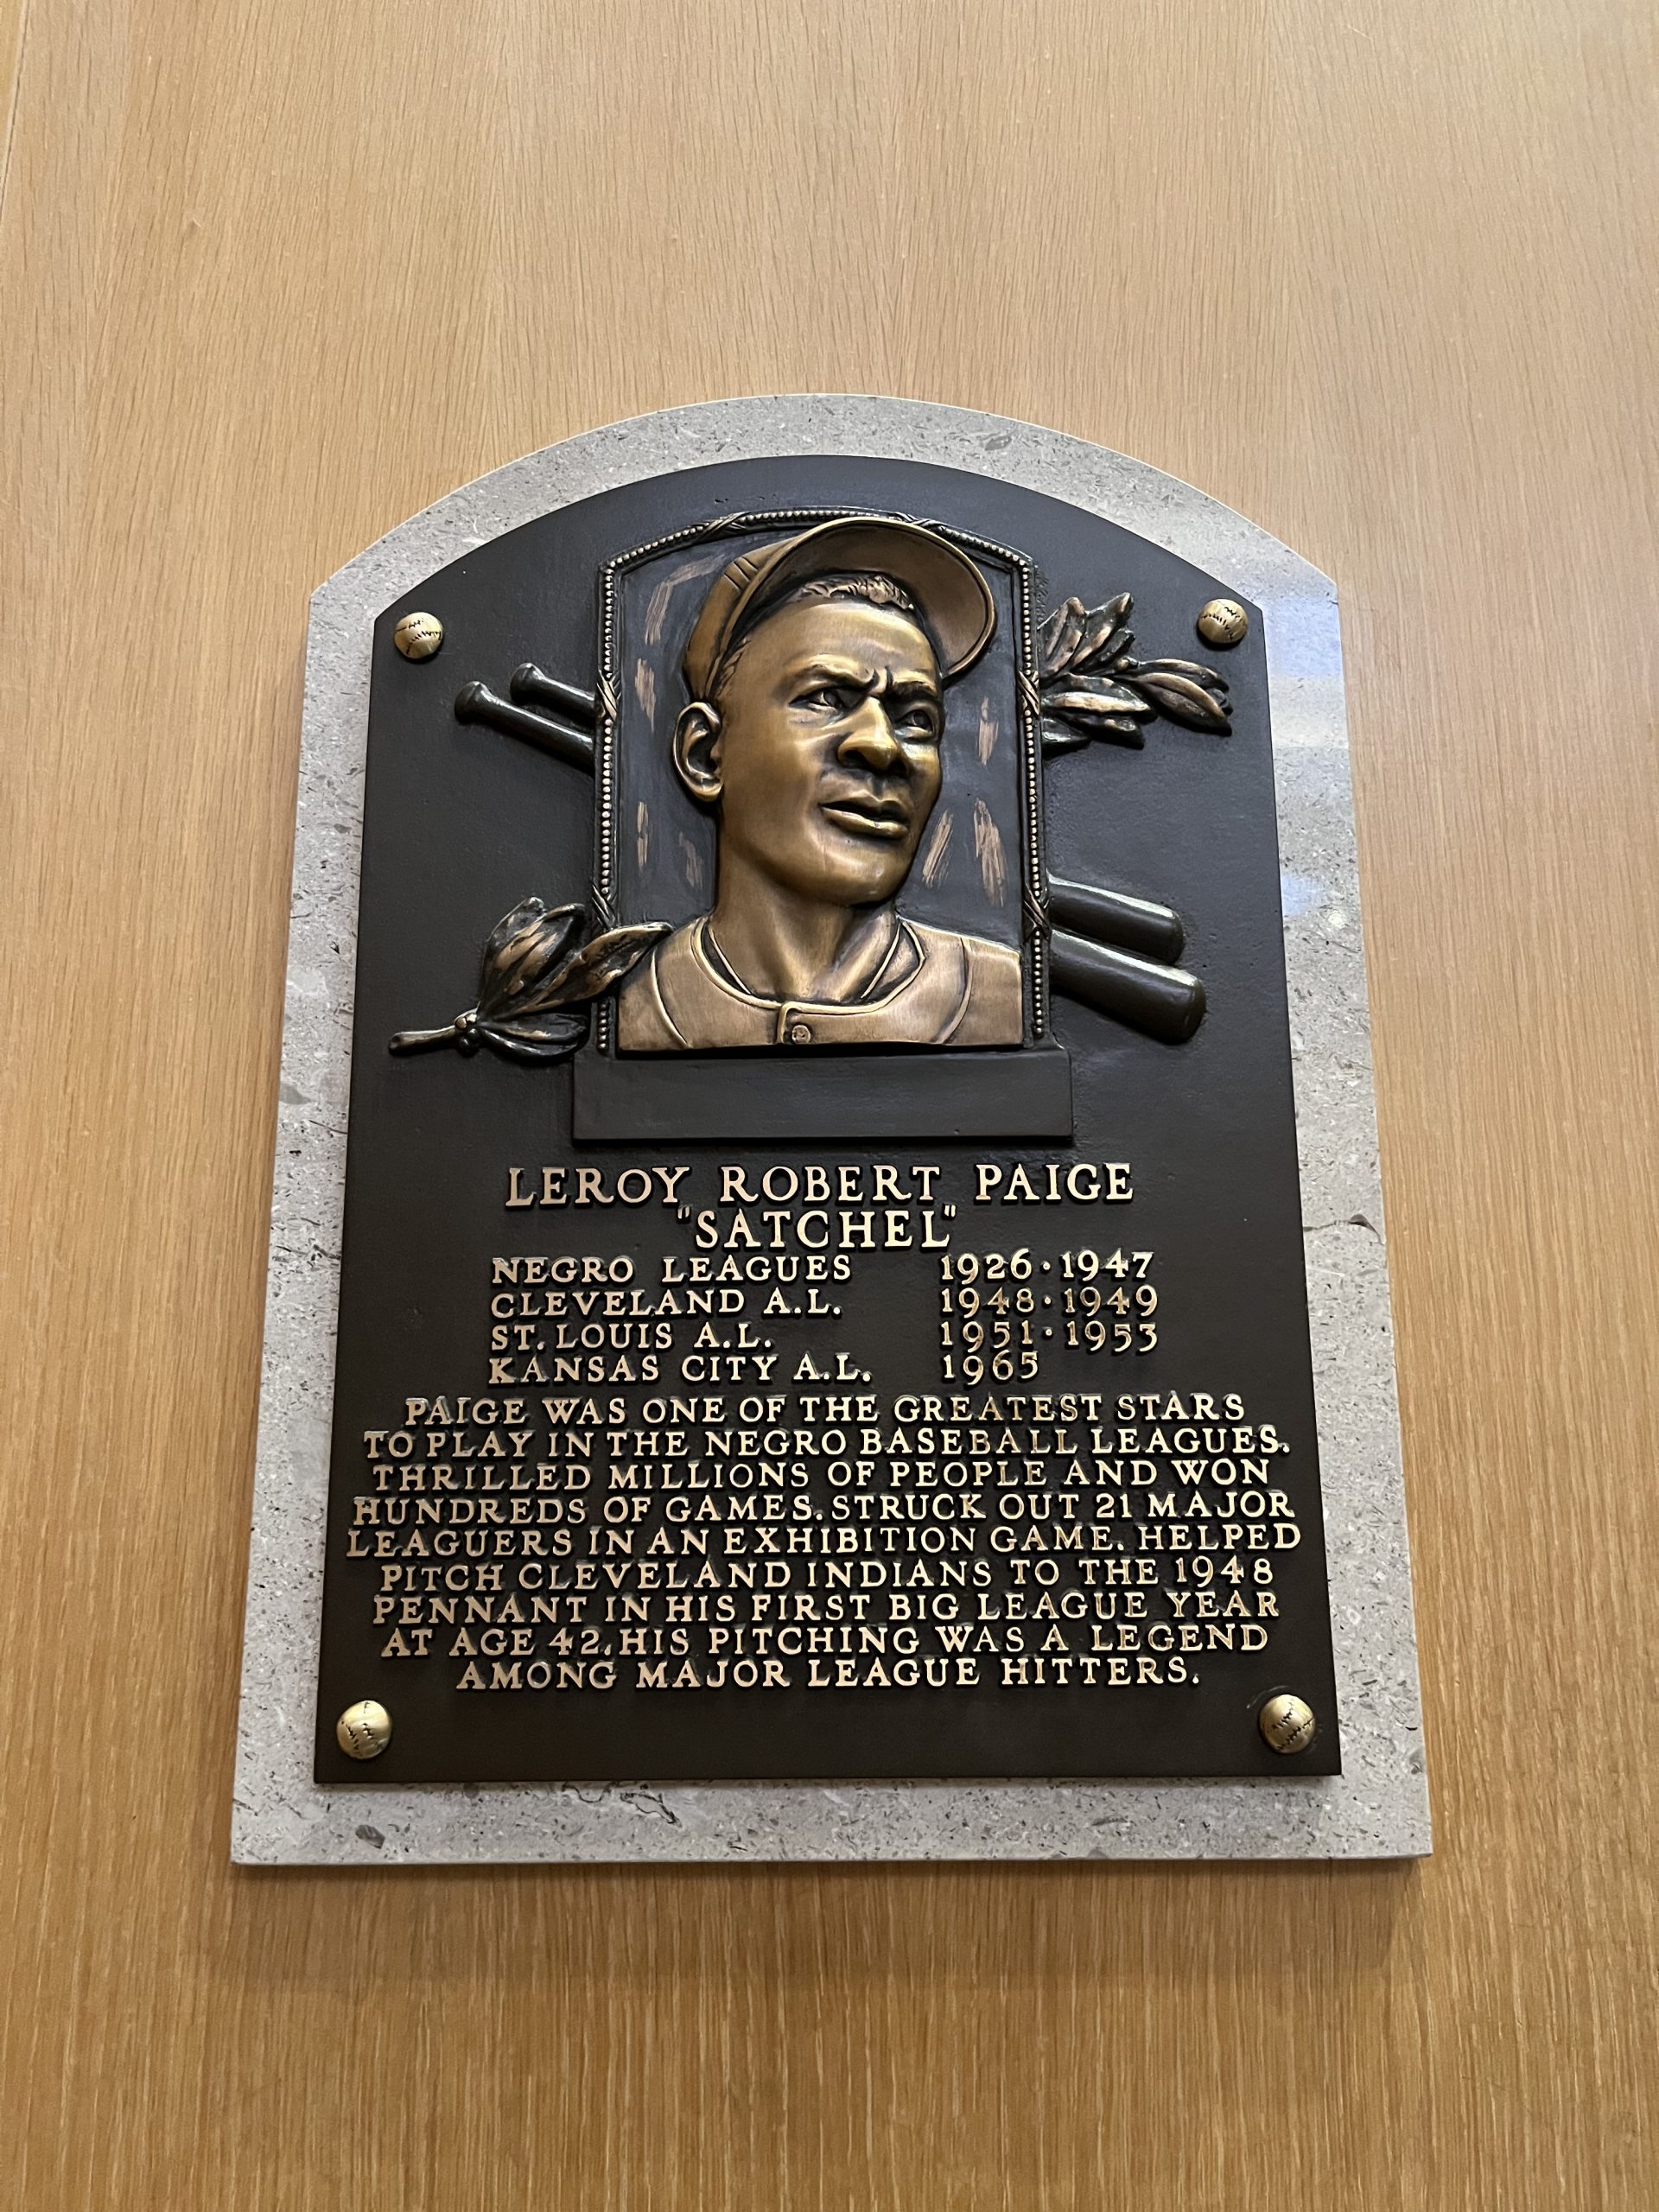 LEROY ROBERT PAIGE
"SATCHEL"
NEGRO LEAGUES 1926·1947
CLEVELAND A.L. 1948·1949
ST. LOUIS A.L. 1951·1953
KANSAS CITY A.L. 1965
PAIGE WAS ONE OF THE GREATEST STARS
TO PLAY IN THE NEGRO BASEBALL LEAGUES.
THRILLED MILLIONS OF PEOPLE AND WON
HUNDREDS OF GAMES. STRUCK OUT 21 MAJOR
LEAGUERS IN AN EXHIBITION GAME. HELPED
PITCH CLEVELAND INDIANS TO THE 1948
PENNANT IN HIS FIRST BIG LEAGUE YEAR
AT AGE 42. HIS PITCHING WAS A LEGEND
AMONG MAJOR LEAGUE HITTERS.